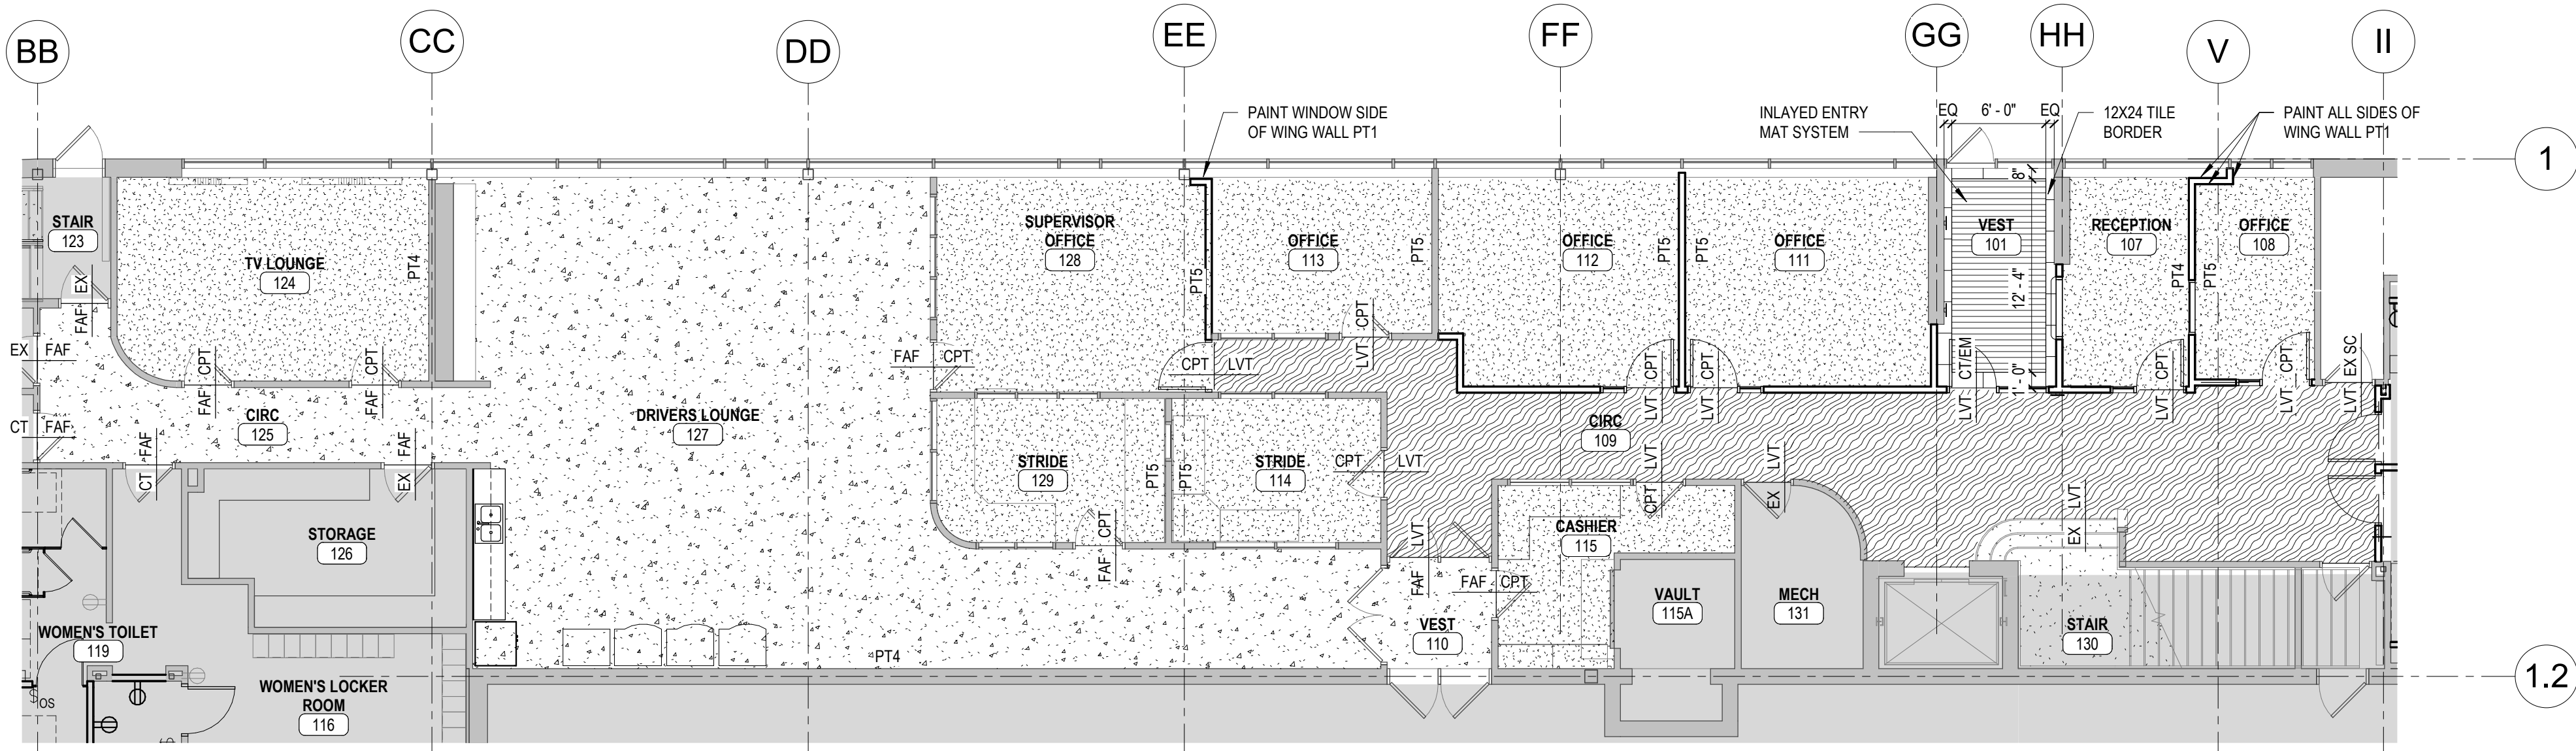 BB
CC
DD
EE
FF
GG
HH
V
II
1
1.2
PAINT WINDOW SIDE
OF WING WALL PT1
INLAYED ENTRY
MAT SYSTEM
EQ
6' - 0"
EQ
12X24 TILE
BORDER
PAINT ALL SIDES OF
WING WALL PT1
8"
12' - 4"
1' - 0"
STAIR
123
TV LOUNGE
124
PT4
SUPERVISOR
OFFICE
128
PT5
OFFICE
113
PT5
OFFICE
112
PT5
PT5
OFFICE
111
VEST
101
RECEPTION
107
PT4
PT5
OFFICE
108
FAF
EX
EX
FAF
CT
FAF
FAF
CPT
FAF
CPT
CIRC
125
CT
FAF
EX
FAF
DRIVERS LOUNGE
127
FAF
CPT
CPT
LVT
LVT
CPT
LVT
CPT
LVT
CPT
LVT
CT/EM
LVT
CPT
LVT
CPT
LVT
EX SC
STRIDE
129
PT5
PT5
STRIDE
114
CPT
LVT
CIRC
109
CPT
LVT
EX
LVT
EX
LVT
FAF
CPT
FAF
LVT
FAF
CPT
STORAGE
126
CASHIER
115
VAULT
115A
MECH
131
VEST
110
STAIR
130
PT4
WOMEN'S TOILET
119
WOMEN'S LOCKER
ROOM
116
OS